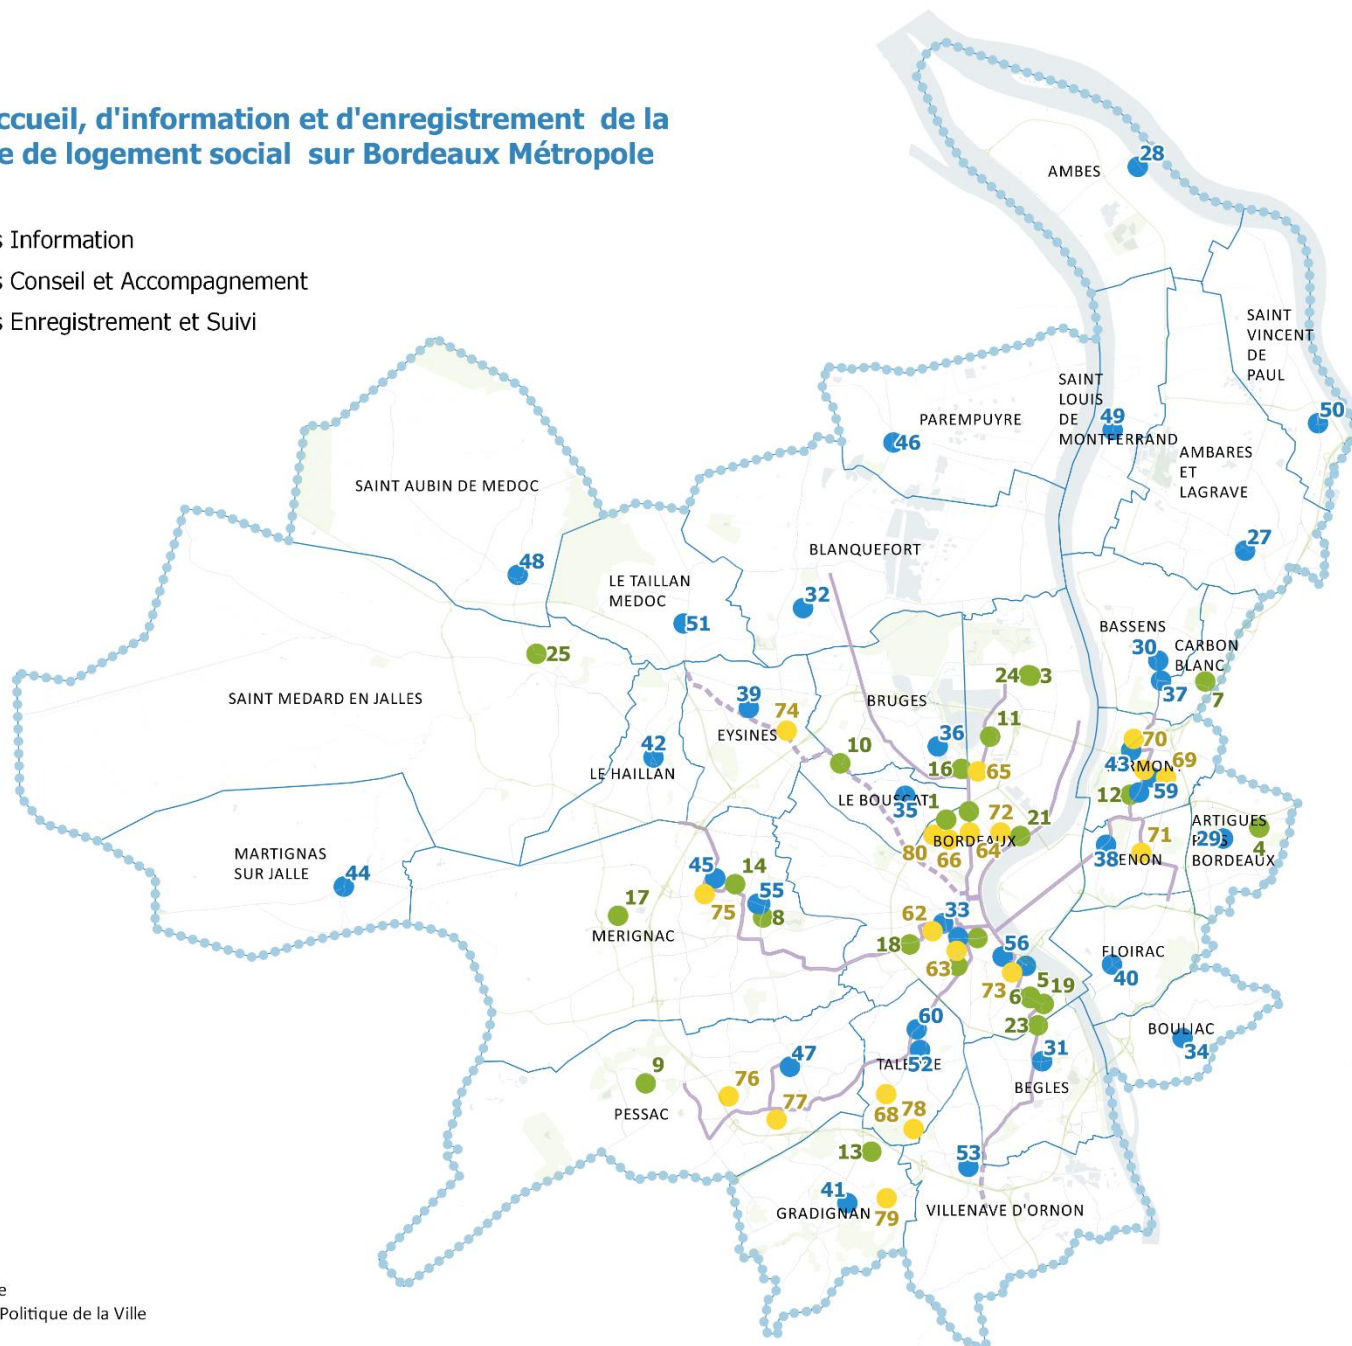 ccueil, d'information et d'enregistrement de la
e de logement social sur Bordeaux Métropole
s Information
s Conseil et Accompagnement
s Enregistrement et Suivi
28
AMBES
SAINT
VINCENT
DE
PAUL
SAINT
LOUIS
DE
MONTFERRAND
49
50
PAREMPUYRE
46
AMBARES
ET
LAGRAVE
27
SAINT AUBIN DE MEDOC
48
BLANQUEFORT
32
LE TAILLAN
MEDOC
51
25
BASSENS
30
CARBON
BLANC
37
7
SAINT MEDARD EN JALLES
39
74
EYSINES
BRUGES
24
3
11
36
10
16
65
42
LE HAILLAN
70
43
69
12
59
LE BOUSCAT
35
1
72
21
BORDEAUX
80
66
64
71
38
ENON
ARTIGUES
29
BORDEAUX
4
MARTIGNAS
SUR JALLE
44
45
14
55
75
8
17
MERIGNAC
62
33
18
63
56
73
5
19
6
23
FLOIRAC
40
BOULIAC
34
60
52
31
BEGLES
47
9
76
77
PESSAC
68
78
13
53
41
GRADIGNAN
79
VILLENAVE D'ORNON
e
Politique de la Ville